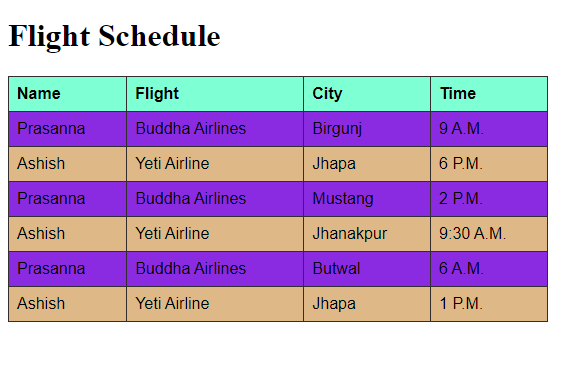 Flight Schedule
Name Flight City Time
Prasanna Buddha Airlines Birgunj 9 A.M.
Ashish Yeti Airline Jhapa 6 P.M.
Prasanna Buddha Airlines Mustang 2 P.M.
Ashish Yeti Airline Jhanakpur 9:30 A.M.
Prasanna Buddha Airlines Butwal 6 A.M.
Ashish Yeti Airline Jhapa 1 P.M.